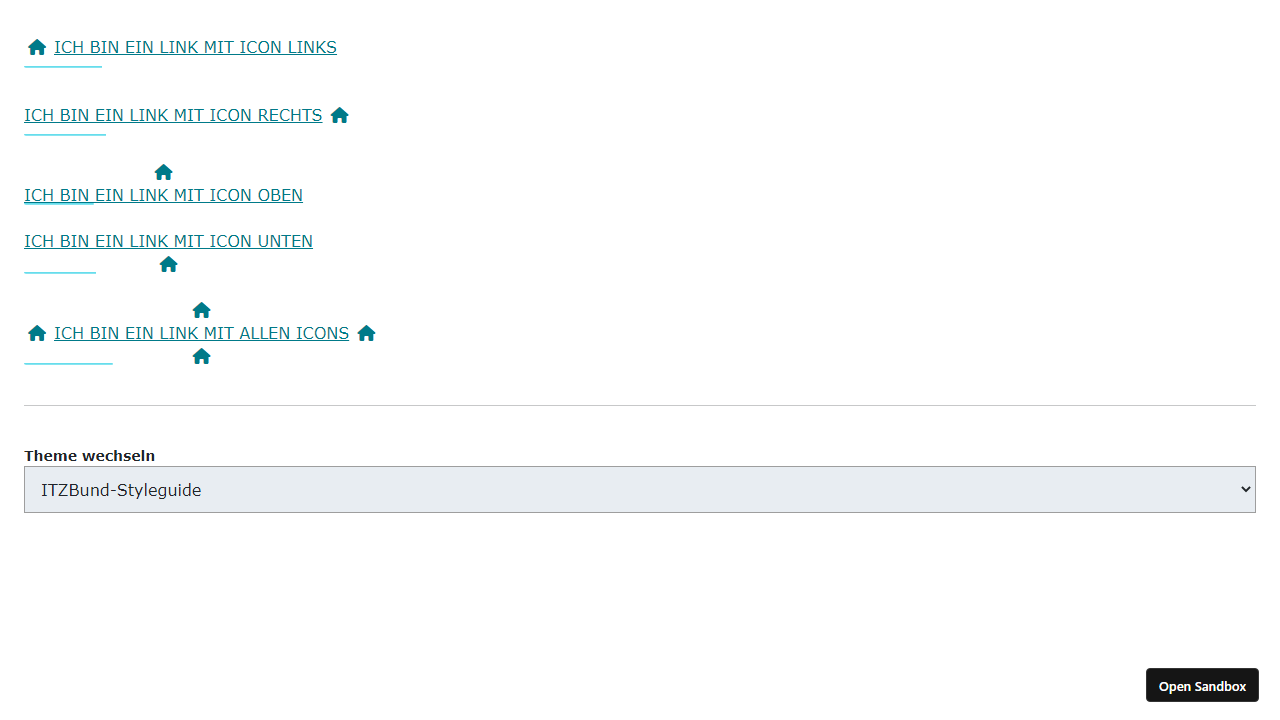 ICH BIN EIN LINK MIT ICON LINKS
ICH BIN EIN LINK MIT ICON RECHTS
ICH BIN EIN LINK MIT ICON OBEN
ICH BIN EIN LINK MIT ICON UNTEN
ICH BIN EIN LINK MIT ALLEN ICONS
Theme wechseln
ITZBund-Styleguide
Open Sandbox